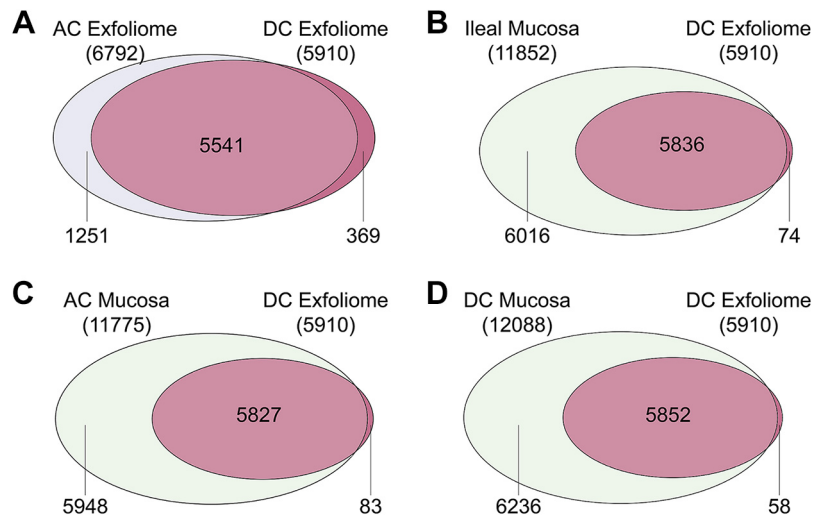 A
AC Exfoliome
(6792)
DC Exfoliome
(5910)
5541
1251
369
B
Ileal Mucosa
(11852)
DC Exfoliome
(5910)
5836
6016
74
C
AC Mucosa
(11775)
DC Exfoliome
(5910)
5827
5948
83
D
DC Mucosa
(12088)
DC Exfoliome
(5910)
5852
6236
58